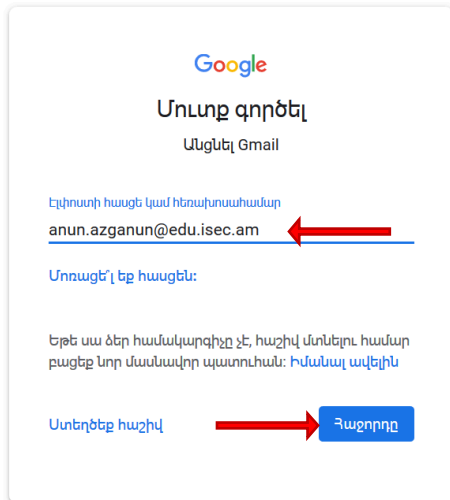 Google
Մուտք գործել
Անցնել Gmail
Էլփոստի հասցե կամ հեռախոսահամար
anun.azganun@edu.isec.am
Մոռացե՞լ եք հասցեն:
Եթե սա ձեր համակարգիչը չէ, հաշիվ մտնելու համար
բացեք նոր մասնավոր պատուհան: Իմանալ ավելին
Ստեղծեք հաշիվ
Հաջորդը